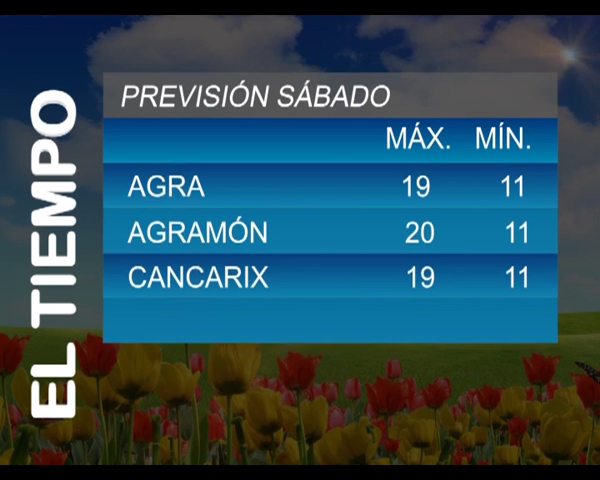 EL TIEMPO
PREVISIÓN SÁBADO
MÁX. MÍN.
AGRA 19 11
AGRAMÓN 20 11
CANCARIX 19 11